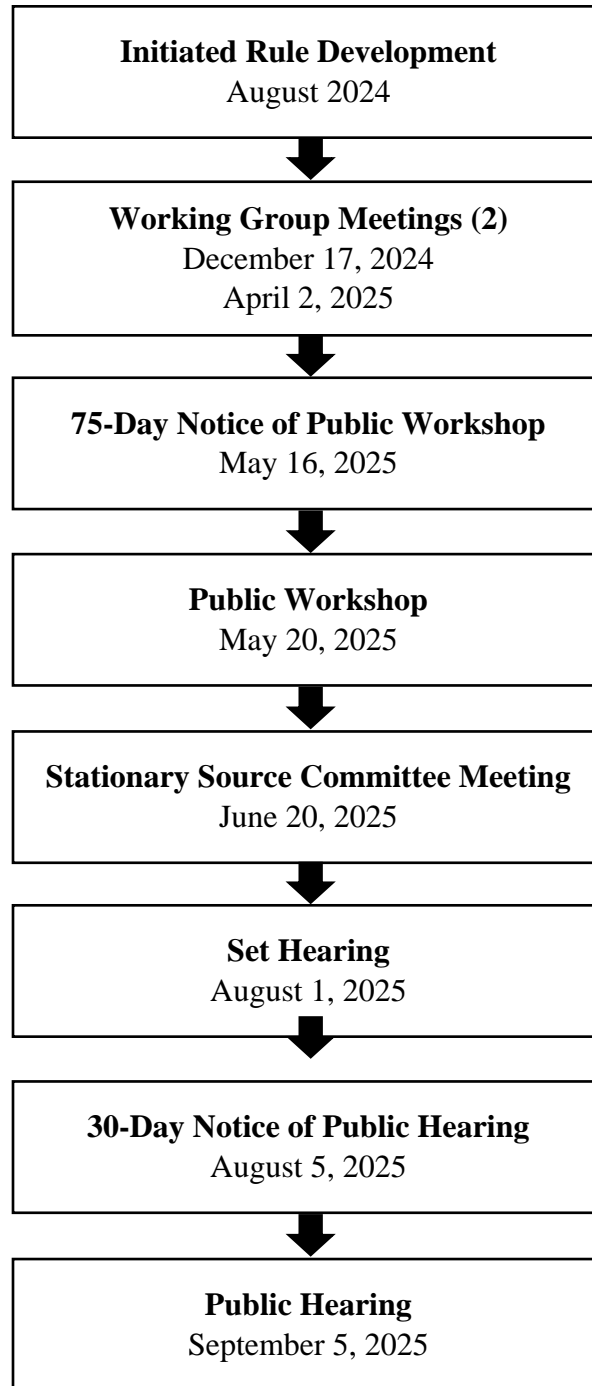 Initiated Rule Development
August 2024
Working Group Meetings (2)
December 17, 2024
April 2, 2025
75-Day Notice of Public Workshop
May 16, 2025
Public Workshop
May 20, 2025
Stationary Source Committee Meeting
June 20, 2025
Set Hearing
August 1, 2025
30-Day Notice of Public Hearing
August 5, 2025
Public Hearing
September 5, 2025